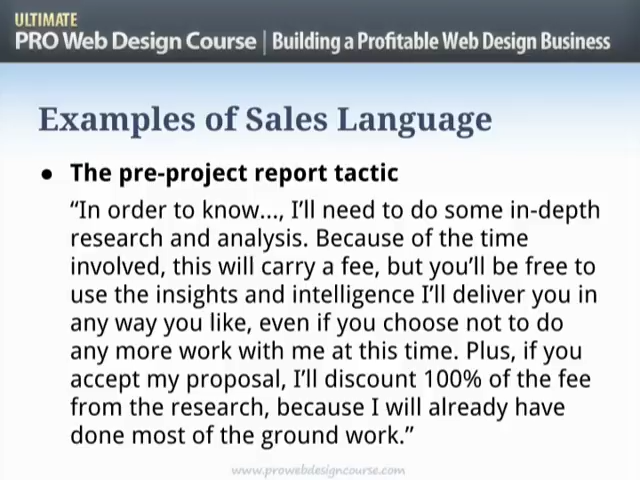 ULTIMATE
PRO Web Design Course | Building a Profitable Web Design Business
Examples of Sales Language
● The pre-project report tactic
“In order to know..., I’ll need to do some in-depth
research and analysis. Because of the time
involved, this will carry a fee, but you’ll be free to
use the insights and intelligence I’ll deliver you in
any way you like, even if you choose not to do
any more work with me at this time. Plus, if you
accept my proposal, I’ll discount 100% of the fee
from the research, because I will already have
done most of the ground work.”
www.prowebdesigncourse.com